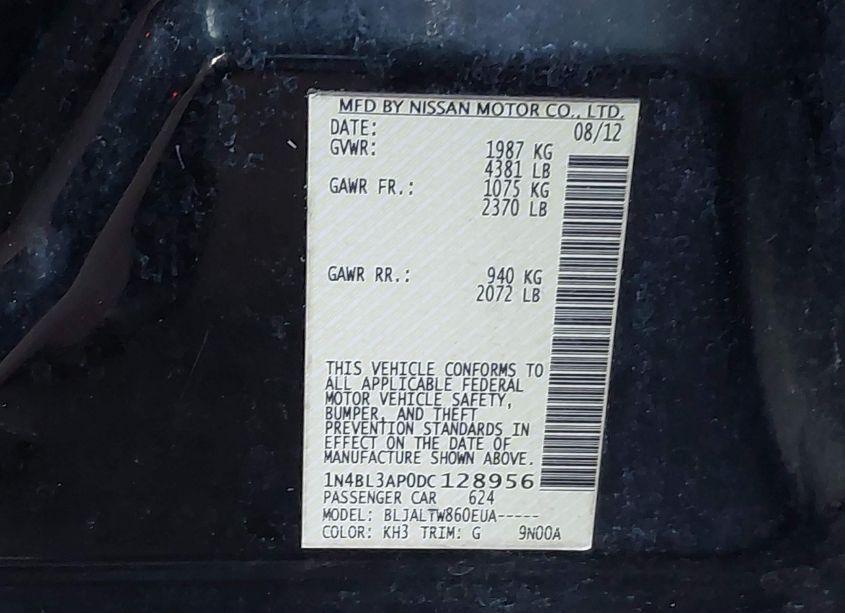 MFD BY NISSAN MOTOR CO., LTD.
DATE: 08/12
GVWR: 1987 KG
4381 LB
GAWR FR.: 1075 KG
2370 LB
GAWR RR.: 940 KG
2072 LB
THIS VEHICLE CONFORMS TO
ALL APPLICABLE FEDERAL
MOTOR VEHICLE SAFETY,
BUMPER, AND THEFT
PREVENTION STANDARDS IN
EFFECT ON THE DATE OF
MANUFACTURE SHOWN ABOVE.
1N4BL3AP0DC128956
PASSENGER CAR 624
MODEL: BLJALTW860EUA-----
COLOR: KH3 TRIM: G 9N00A